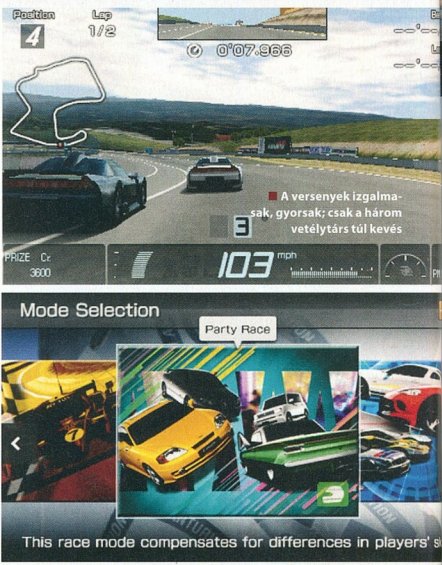 Position Lap
4 1/2
0'07.966
--'--
--'--
■ A versenyek izgalma-
sak, gyorsak; csak a három
vetélytárs túl kevés
3
PRIZE Cr.
3600
103 mph
Mode Selection
Party Race
This race mode compensates for differences in players'